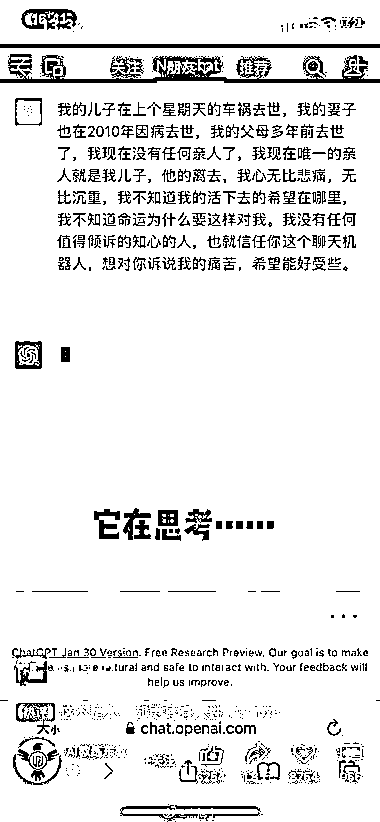 关注 N朋友tat 推荐
我的儿子在上个星期天的车祸去世，我的妻子
也在2010年因病去世，我的父母多年前去世
了，我现在没有任何亲人了，我现在唯一的亲
人就是我儿子，他的离去，我心无比悲痛，无
比沉重，我不知道我的活下去的希望在哪里，
我不知道命运为什么要这样对我。我没有任何
值得倾诉的知心的人，也就信任你这个聊天机
器人，想对你诉说我的痛苦，希望能好受些。
它在思考……
ChatGPT Jan 30 Version. Free Research Preview. Our goal is to make
natural and safe to interact with. Your feedback will
help us improve.
大小 chat.openai.com